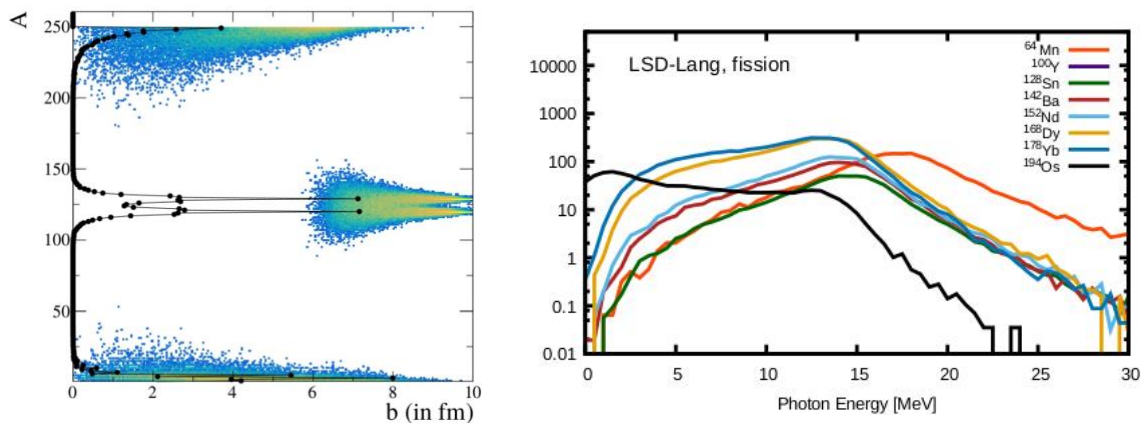 A
250
200
150
100
50
0
0 2 4 6 8 10
b (in fm)
LSD-Lang, fission
⁶⁴Mn
¹⁰⁰Y
¹²⁸Sn
¹⁴²Ba
¹⁵²Nd
¹⁶⁸Dy
¹⁷⁸Yb
¹⁹⁴Os
10000
1000
100
10
1
0.1
0.01
0 5 10 15 20 25 30
Photon Energy [MeV]